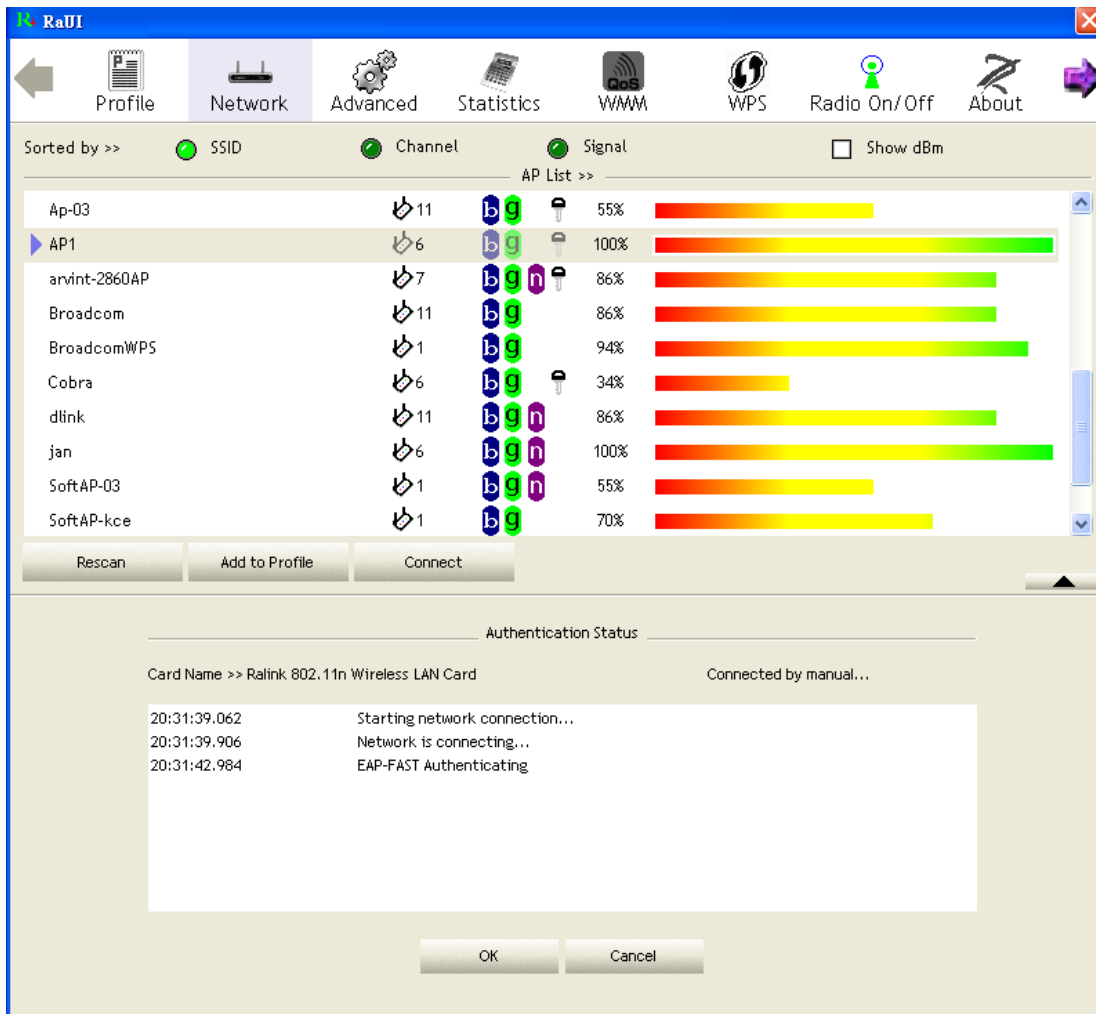 R RaUI
Profile Network Advanced Statistics QoS WMM WPS Radio On/Off About
Sorted by >> SSID Channel Signal Show dBm
AP List >>
Ap-03 11 b g 55%
AP1 6 b g 100%
arvint-2860AP 7 b g n 86%
Broadcom 11 b g 86%
BroadcomWPS 1 b g 94%
Cobra 6 b g 34%
dlink 11 b g n 86%
jan 6 b g n 100%
SoftAP-03 1 b g n 55%
SoftAP-kce 1 b g 70%
Rescan Add to Profile Connect
Authentication Status
Card Name >> Ralink 802.11n Wireless LAN Card Connected by manual...
20:31:39.062 Starting network connection...
20:31:39.906 Network is connecting...
20:31:42.984 EAP-FAST Authenticating
OK Cancel